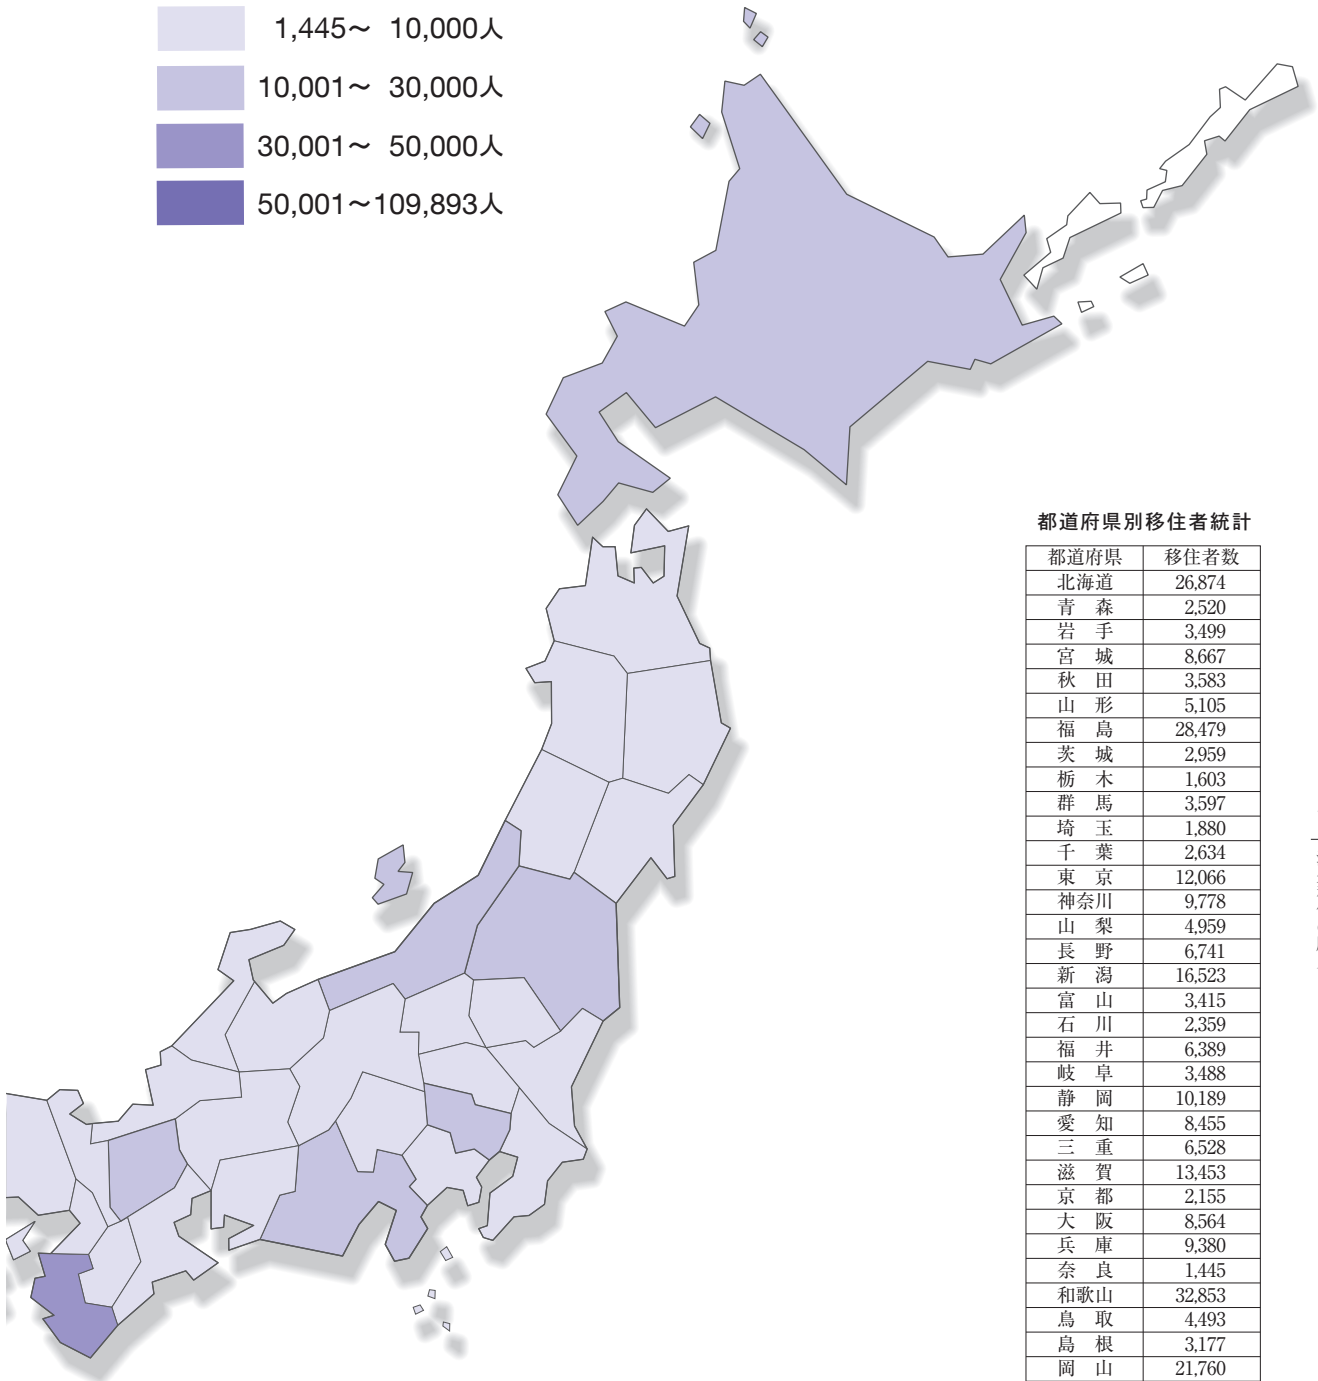 1,445～ 10,000人
10,001～ 30,000人
30,001～ 50,000人
50,001～109,893人
都道府県別移住者統計
都道府県 移住者数
北海道 26,874
青 森 2,520
岩 手 3,499
宮 城 8,667
秋 田 3,583
山 形 5,105
福 島 28,479
茨 城 2,959
栃 木 1,603
群 馬 3,597
埼 玉 1,880
千 葉 2,634
東 京 12,066
神奈川 9,778
山 梨 4,959
長 野 6,741
新 潟 16,523
富 山 3,415
石 川 2,359
福 井 6,389
岐 阜 3,488
静 岡 10,189
愛 知 8,455
三 重 6,528
滋 賀 13,453
京 都 2,155
大 阪 8,564
兵 庫 9,380
奈 良 1,445
和歌山 32,853
鳥 取 4,493
島 根 3,177
岡 山 21,760